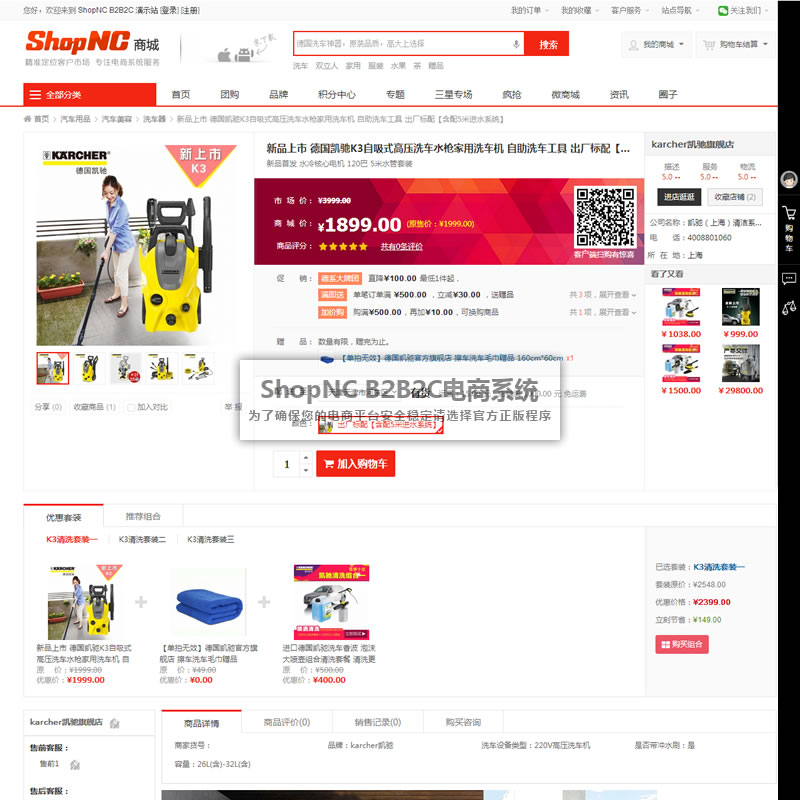 您好，欢迎来到 ShopNC B2B2C 演示站 [登录] [注册]
我的订单 我的收藏 客户服务 站点导航 关注我们
ShopNC 商城
精准定位客户市场 专注电商系统服务
德国洗车神器，原装品质，高大上选择
搜索
我的商城
购物车结算
洗车 双立人 家用 服装 水果 茶 赠品
全部分类 首页 团购 品牌 积分中心 专题 三星专场 疯抢 微商城 资讯 圈子
首页 > 汽车用品 > 汽车美容 > 洗车器 > 新品上市 德国凯驰K3自吸式高压洗车水枪家用洗车机 自助洗车工具 出厂标配【含配5米进水系统】
KÄRCHER
德国凯驰
新上市
K3
分享 (0) 收藏商品 (1) 加入对比 举 报
新品上市 德国凯驰K3自吸式高压洗车水枪家用洗车机 自助洗车工具 出厂标配【...
新品首发 水冷核心电机 120巴 5米水管套装
市 场 价： ¥3999.00
商 城 价： ¥1899.00 (原售价：¥1999.00)
商品评分： 共有0条评价
客户端扫购有惊喜
促 销： 德系大牌团 直降¥100.00 最低1件起，
满即送 单笔订单满 ¥500.00 ，立减¥30.00 ，送赠品 共 3 项，展开查看
加价购 购满¥500.00，再加¥10.00，可换购商品 共 1 项，展开查看
赠 品： 数量有限，赠完为止。
【单拍无效】德国凯驰官方旗舰店 擦车洗车毛巾赠品 160cm*60cm x1
有货
免运费
ShopNC B2B2C电商系统
为了确保您的电商平台安全稳定请选择官方正版程序
颜色： 出厂标配【含配5米进水系统】
1
加入购物车
karcher凯驰旗舰店
描述 服务 物流
5.0 5.0 5.0
进店逛逛
收藏店铺 (2)
公司名称：凯驰（上海）清洁系...
电 话：4008801060
所 在 地：上海
看了又看
¥ 1038.00 ¥ 999.00
¥ 1500.00 ¥ 29800.00
购物车
优惠套装 推荐组合
K3清洗套装一 K3清洗套装二 K3清洗套装三
新品上市 德国凯驰K3自吸式
高压洗车水枪家用洗车机 自
原 价：¥1999.00
优惠价：¥1999.00
【单拍无效】德国凯驰官方旗
舰店 擦车洗车毛巾赠品
原 价：¥49.00
优惠价：¥0.00
进口德国凯驰洗车香波 泡沫
大喷壶组合清洗套餐 清洗更
原 价：¥500.00
优惠价：¥400.00
已选套装：K3清洗套装一
套装原价：¥2548.00
优惠价格：¥2399.00
立刻节省：¥149.00
购买组合
karcher凯驰旗舰店
售前客服：
售前1
售后客服：
商品详情 商品评价(0) 销售记录(0) 购买咨询
商家货号： 品牌：karcher凯驰 洗车设备类型：220V高压洗车机 是否带冲水刷：是
容量：26L(含)-32L(含)